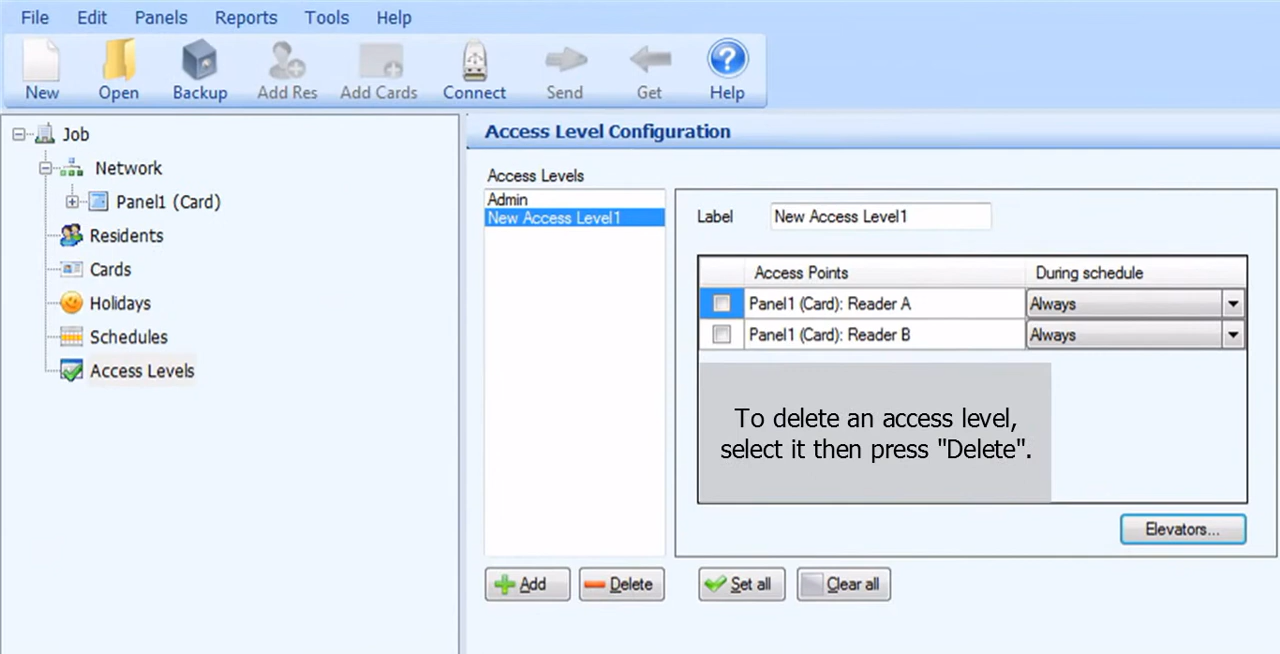 File Edit Panels Reports Tools Help
New Open Backup Add Res Add Cards Connect Send Get Help
Job
Network
Panel1 (Card)
Residents
Cards
Holidays
Schedules
Access Levels
Access Level Configuration
Access Levels
Admin
New Access Level1
Label New Access Level1
Access Points During schedule
Panel1 (Card): Reader A Always
Panel1 (Card): Reader B Always
To delete an access level,
select it then press "Delete".
Elevators...
Add Delete Set all Clear all